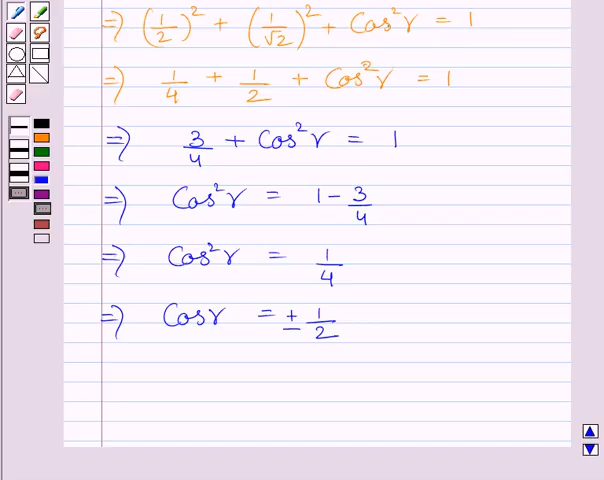 ⇒ (1/2)² + (1/√2)² + Cos²γ = 1
⇒ 1/4 + 1/2 + Cos²γ = 1
⇒ 3/4 + Cos²γ = 1
⇒ Cos²γ = 1 - 3/4
⇒ Cos²γ = 1/4
⇒ Cosγ = ± 1/2